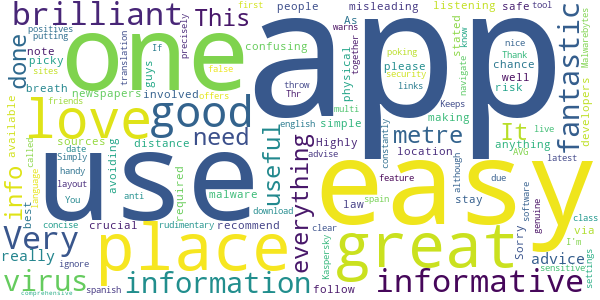 brilliant
This
people
first
misleading
listening
safe
tool
positives
putting
If
guys
translation
precisely
As
warns
note
picky
sites
confusing
together
stated
know
navigate
Keeps
Malwarebytes
nice
Thank
chance
well
risk
developers
fantastic
app
one
done
breath
newspapers
involved
false
offers
physical
please
links
poking
security
throw
Thr
multi
making
anything
AVG
available
info
friends
love
good
need
metre
It
live
latest
sources
distance
english
simple
constantly
Highly
advise
location
although
due
date
called
Simply
handy
layout
You
language
avoiding
anti
required
malware
useful
everything
use
easy
law
feature
spain
stay
software
genuine
class
via
I'm
sensitive
settings
best
concise
Very
really
crucial
rudimentary
recommend
download
place
great
Sorry
advice
clear
Kaspersky
follow
virus
ignore
spanish
comprehensive
information
informative